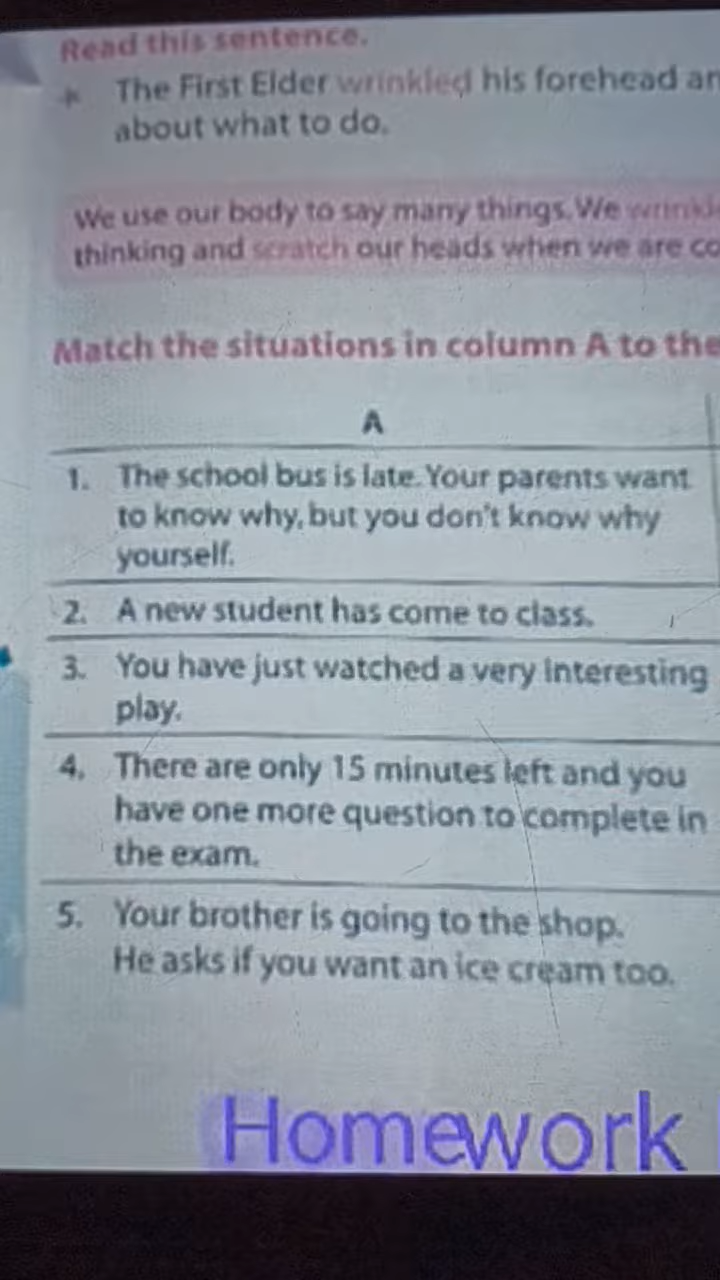 Read this sentence.
The First Elder wrinkled his forehead an
about what to do.
We use our body to say many things. We wrinkl
thinking and scratch our heads when we are co
Match the situations in column A to the
A
1. The school bus is late. Your parents want
to know why, but you don't know why
yourself.
2. A new student has come to class.
3. You have just watched a very interesting
play.
4. There are only 15 minutes left and you
have one more question to complete in
the exam.
5. Your brother is going to the shop.
He asks if you want an ice cream too.
Homework